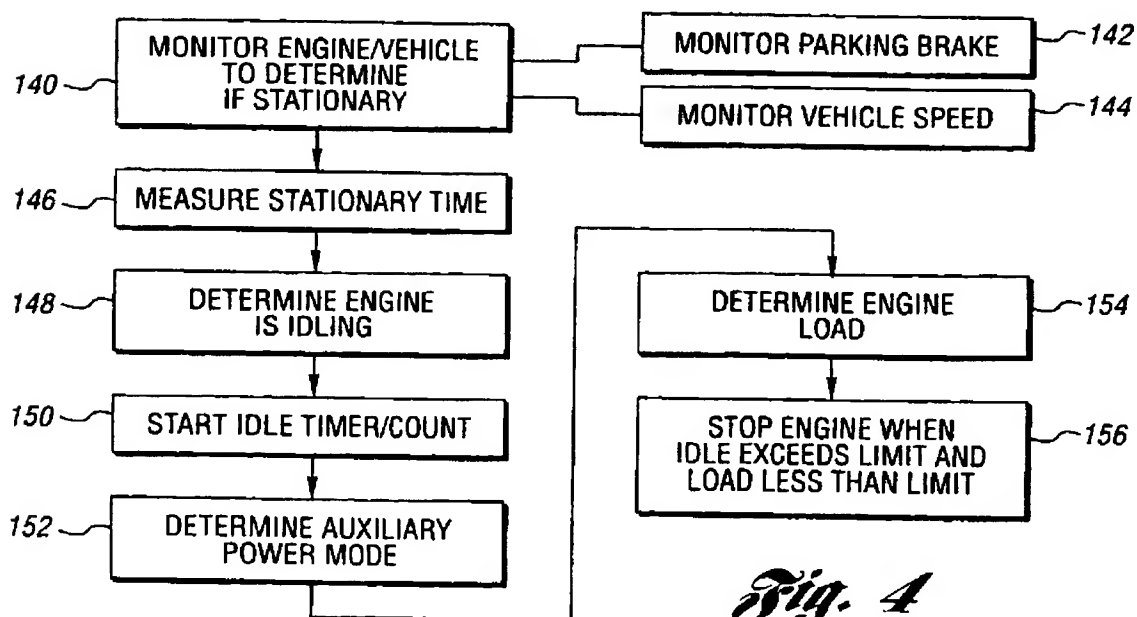 140
MONITOR ENGINE/VEHICLE
TO DETERMINE
IF STATIONARY
MONITOR PARKING BRAKE
142
MONITOR VEHICLE SPEED
144
146
MEASURE STATIONARY TIME
148
DETERMINE ENGINE
IS IDLING
150
START IDLE TIMER/COUNT
152
DETERMINE AUXILIARY
POWER MODE
DETERMINE ENGINE
LOAD
154
STOP ENGINE WHEN
IDLE EXCEEDS LIMIT AND
LOAD LESS THAN LIMIT
156
Fig. 4